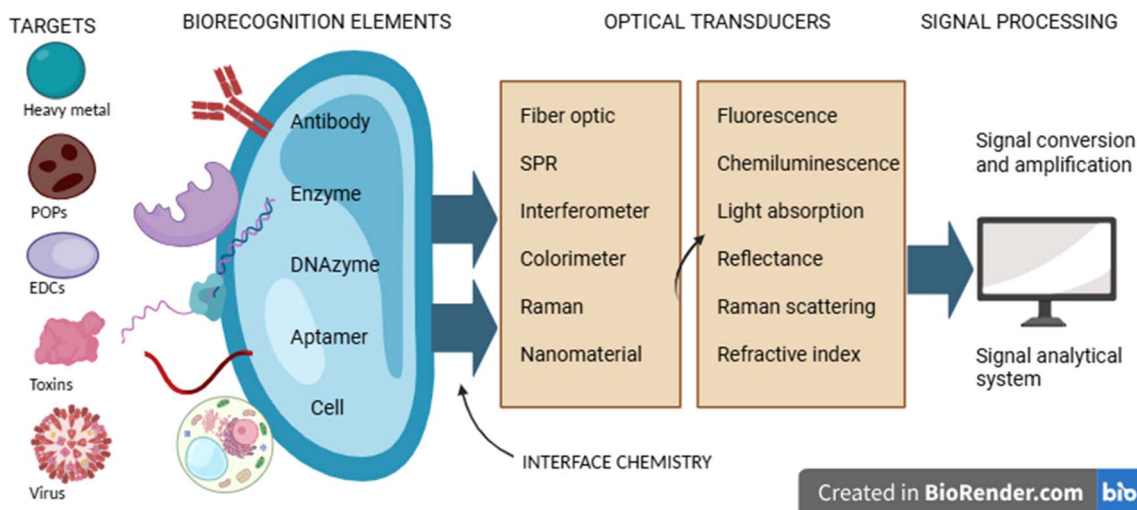 TARGETS
Heavy metal
POPs
EDCs
Toxins
Virus
BIORECOGNITION ELEMENTS
Antibody
Enzyme
DNAzyme
Aptamer
Cell
INTERFACE CHEMISTRY
OPTICAL TRANSDUCERS
Fiber optic
SPR
Interferometer
Colorimeter
Raman
Nanomaterial
Fluorescence
Chemiluminescence
Light absorption
Reflectance
Raman scattering
Refractive index
SIGNAL PROCESSING
Signal conversion
and amplification
Signal analytical
system
Created in BioRender.com bio